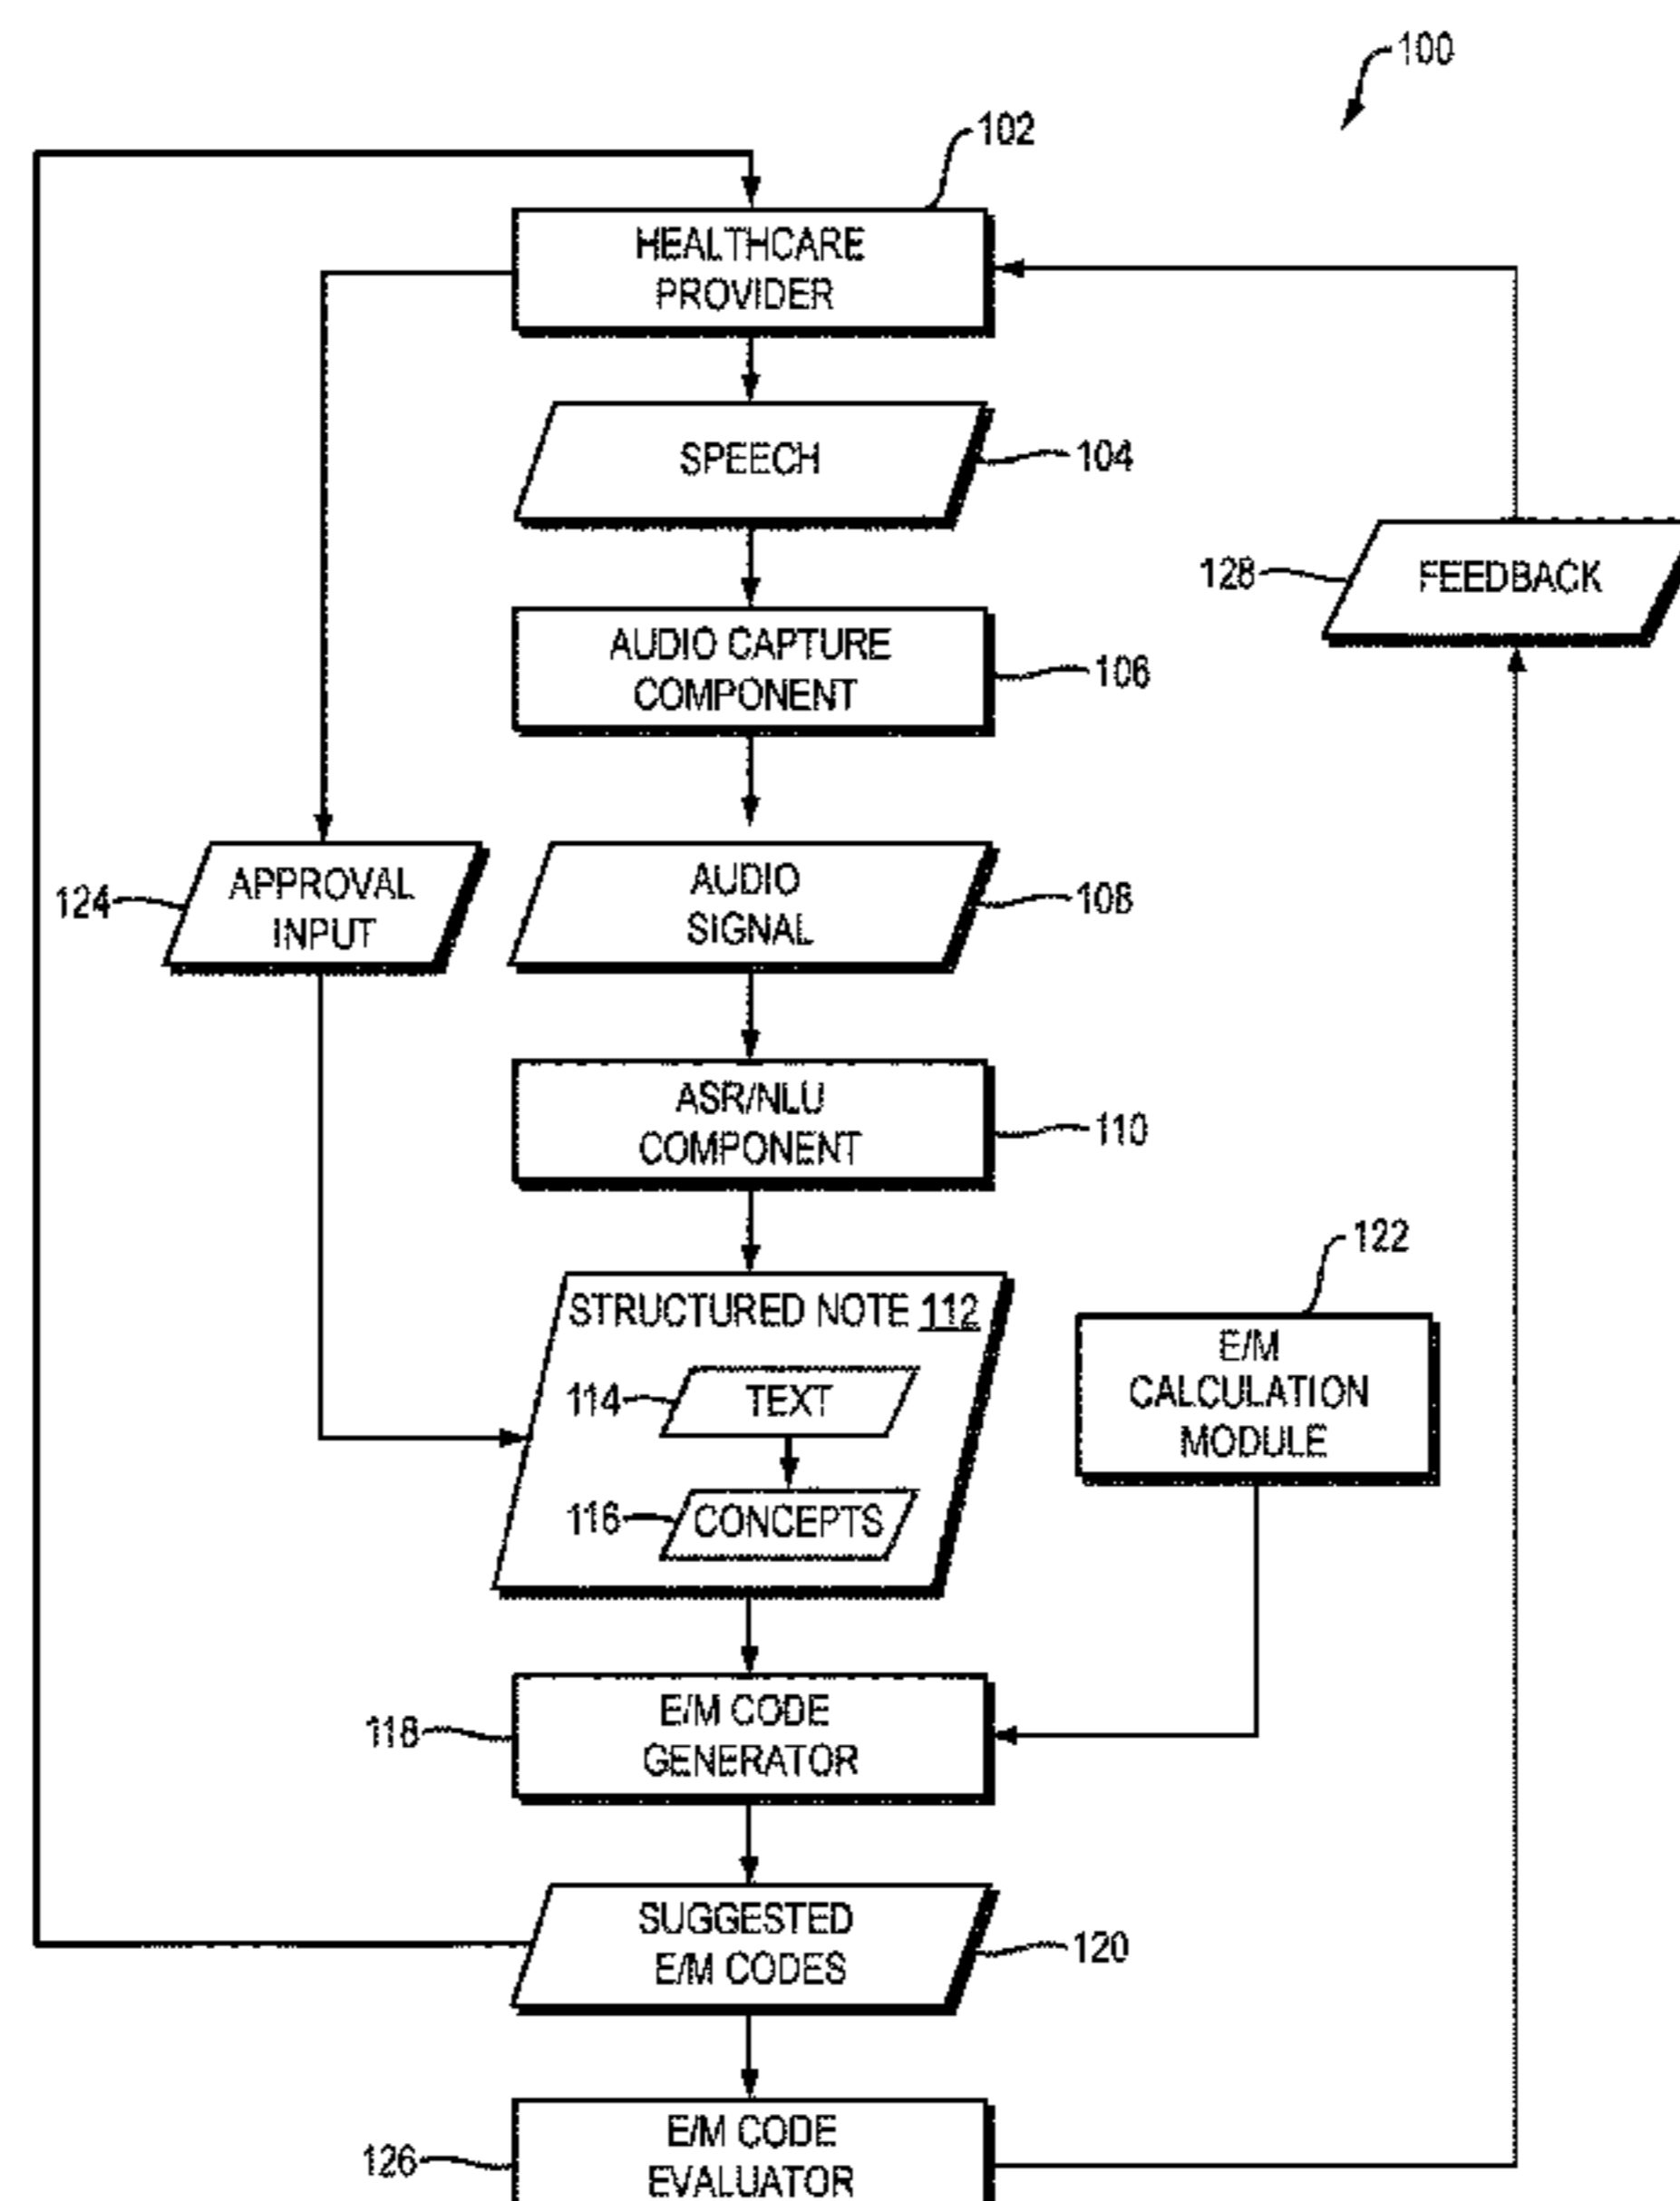 100
102
HEALTHCARE
PROVIDER
SPEECH
104
128
FEEDBACK
AUDIO CAPTURE
COMPONENT
106
124
APPROVAL
INPUT
AUDIO
SIGNAL
108
ASR/NLU
COMPONENT
110
122
STRUCTURED NOTE 112
E/M
CALCULATION
MODULE
114
TEXT
116
CONCEPTS
118
E/M CODE
GENERATOR
SUGGESTED
E/M CODES
120
126
E/M CODE
EVALUATOR